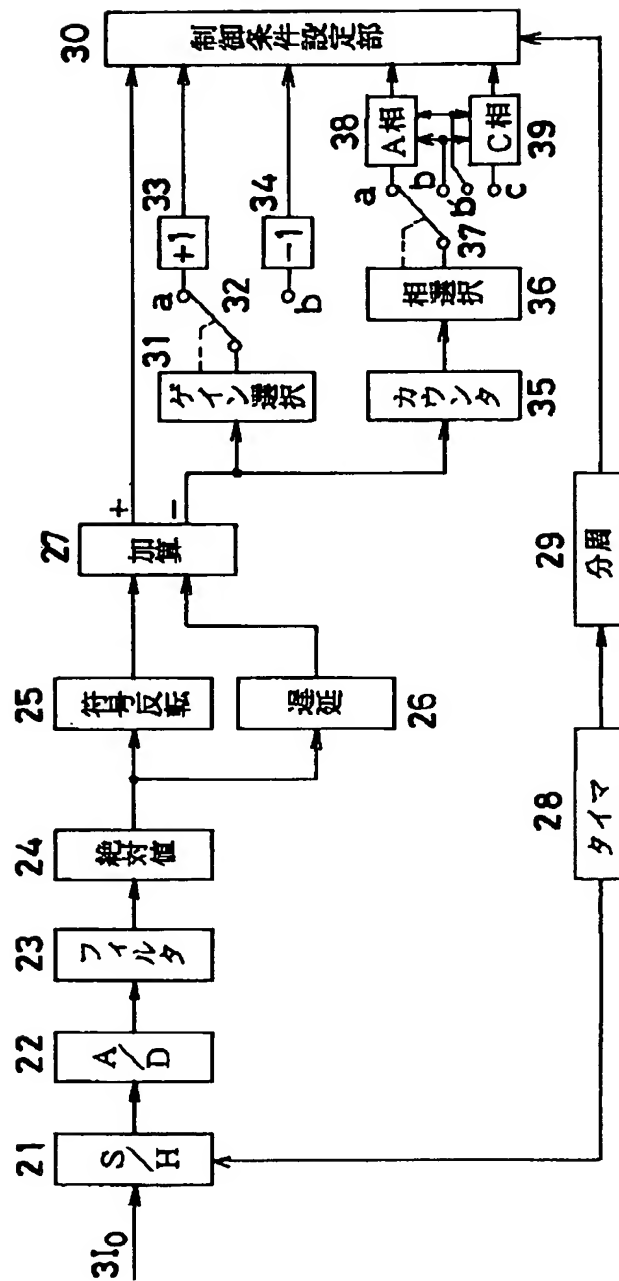 3I₀
21
S/H
22
A/D
23
フィルタ
24
絶対値
25
符号反転
26
遅延
27
加算
+
−
28
タイマ
29
分周
30
制御条件設定部
31
ゲイン選択
32
a
b
33
+1
34
−1
35
カウンタ
36
相選択
37
a
b
b'
c
38
A相
39
C相